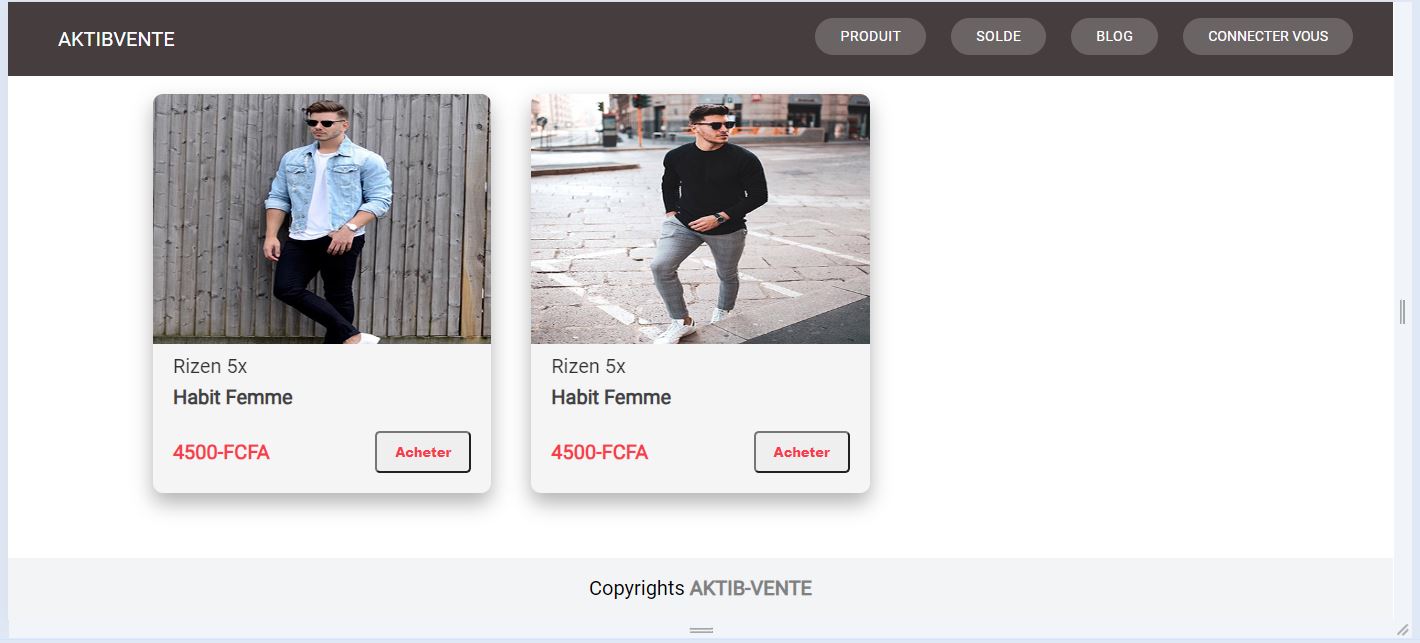 AKTIBVENTE
PRODUIT
SOLDE
BLOG
CONNECTER VOUS
Rizen 5x
Habit Femme
4500-FCFA
Acheter
Rizen 5x
Habit Femme
4500-FCFA
Acheter
Copyrights AKTIB-VENTE